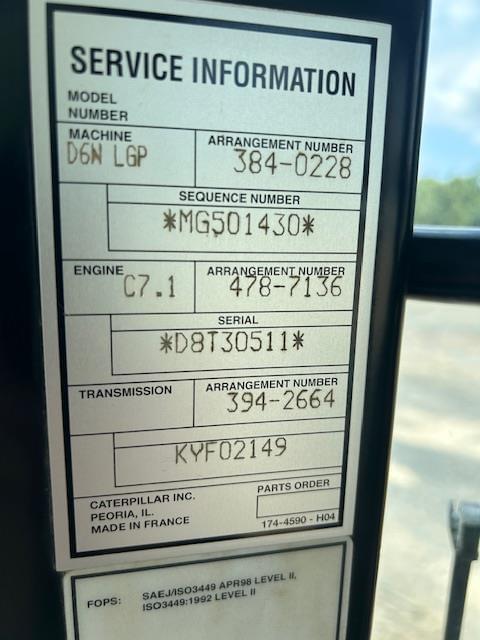 SERVICE INFORMATION
MODEL
NUMBER
MACHINE
D6N LGP
ARRANGEMENT NUMBER
384-0228
SEQUENCE NUMBER
*MG501430*
ENGINE
C7.1
ARRANGEMENT NUMBER
478-7136
SERIAL
*D8T30511*
TRANSMISSION
ARRANGEMENT NUMBER
394-2664
KYF02149
CATERPILLAR INC.
PEORIA, IL.
MADE IN FRANCE
PARTS ORDER
174-4590 - H04
FOPS: SAEJ/ISO3449 APR98 LEVEL II,
ISO3449:1992 LEVEL II